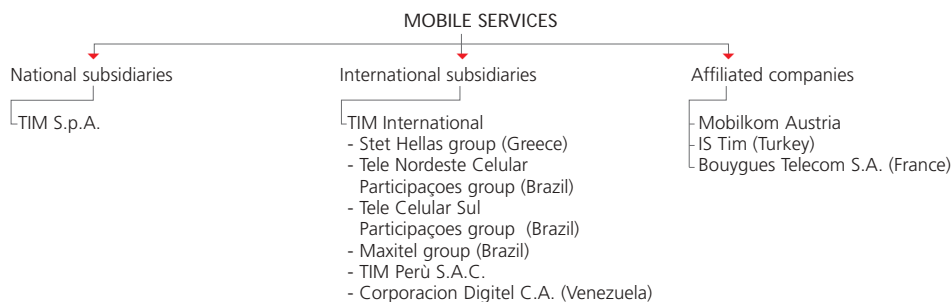 MOBILE SERVICES
National subsidiaries
TIM S.p.A.
International subsidiaries
TIM International
- Stet Hellas group (Greece)
- Tele Nordeste Celular
Participaçoes group (Brazil)
- Tele Celular Sul
Participaçoes group (Brazil)
- Maxitel group (Brazil)
- TIM Perù S.A.C.
- Corporacion Digitel C.A. (Venezuela)
Affiliated companies
Mobilkom Austria
IS Tim (Turkey)
Bouygues Telecom S.A. (France)